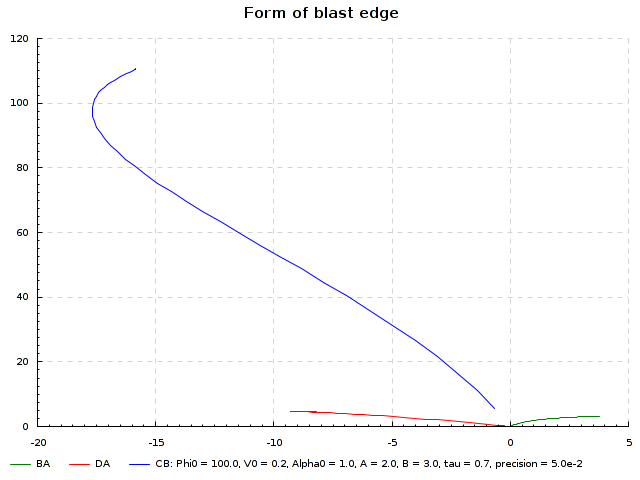 Form of blast edge
120
100
80
60
40
20
0
-20 -15 -10 -5 0 5
BA DA CB: Phi0 = 100.0, V0 = 0.2, Alpha0 = 1.0, A = 2.0, B = 3.0, tau = 0.7, precision = 5.0e-2